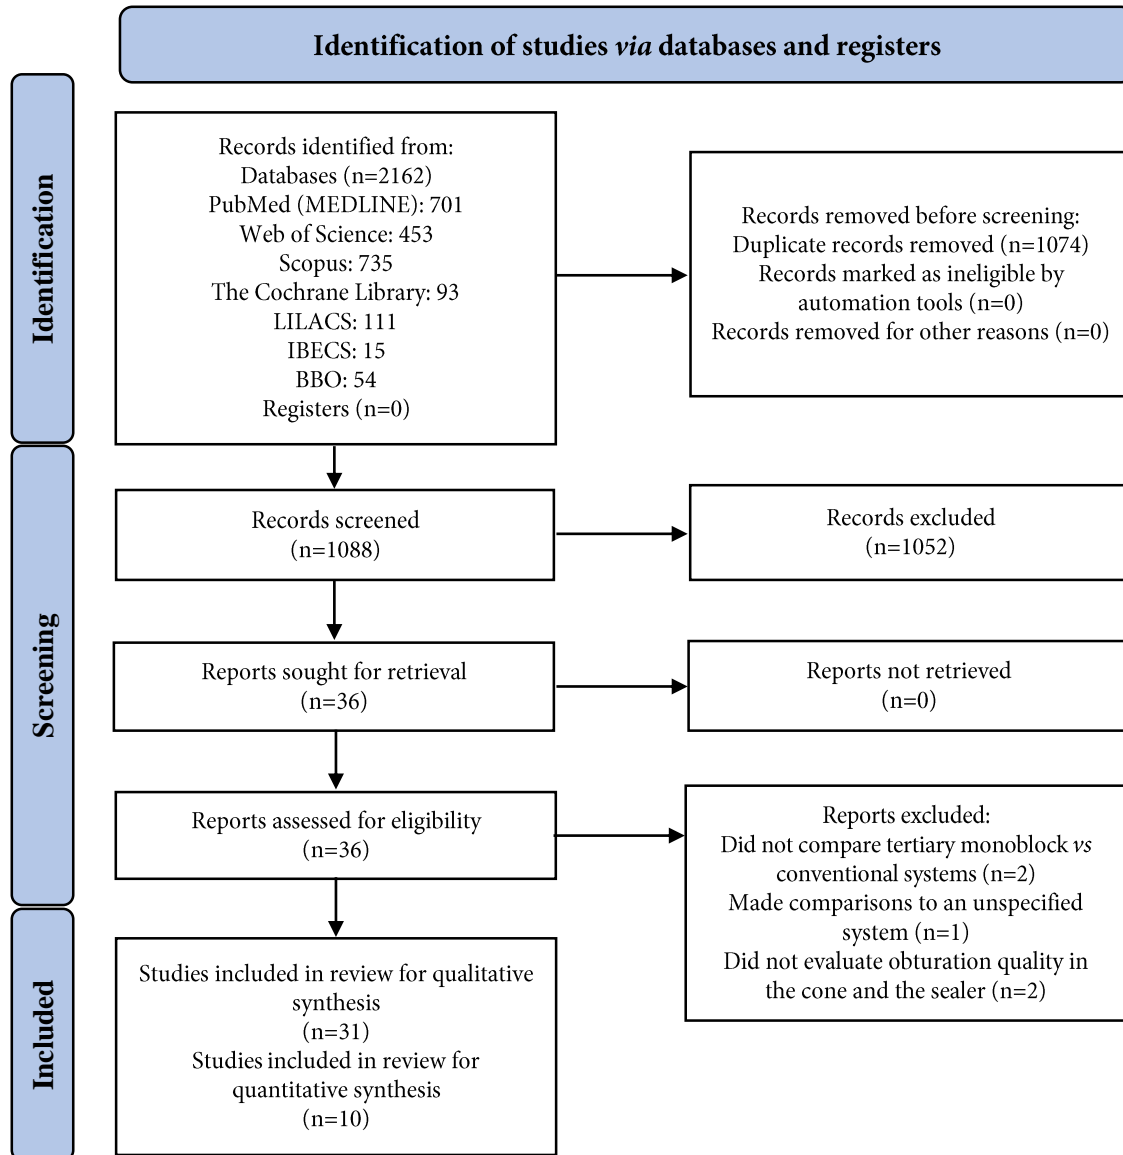 Identification of studies via databases and registers
Identification
Records identified from:
Databases (n=2162)
PubMed (MEDLINE): 701
Web of Science: 453
Scopus: 735
The Cochrane Library: 93
LILACS: 111
IBECS: 15
BBO: 54
Registers (n=0)
Records removed before screening:
Duplicate records removed (n=1074)
Records marked as ineligible by
automation tools (n=0)
Records removed for other reasons (n=0)
Screening
Records screened
(n=1088)
Records excluded
(n=1052)
Reports sought for retrieval
(n=36)
Reports not retrieved
(n=0)
Reports assessed for eligibility
(n=36)
Reports excluded:
Did not compare tertiary monoblock vs
conventional systems (n=2)
Made comparisons to an unspecified
system (n=1)
Did not evaluate obturation quality in
the cone and the sealer (n=2)
Included
Studies included in review for qualitative
synthesis
(n=31)
Studies included in review for
quantitative synthesis
(n=10)